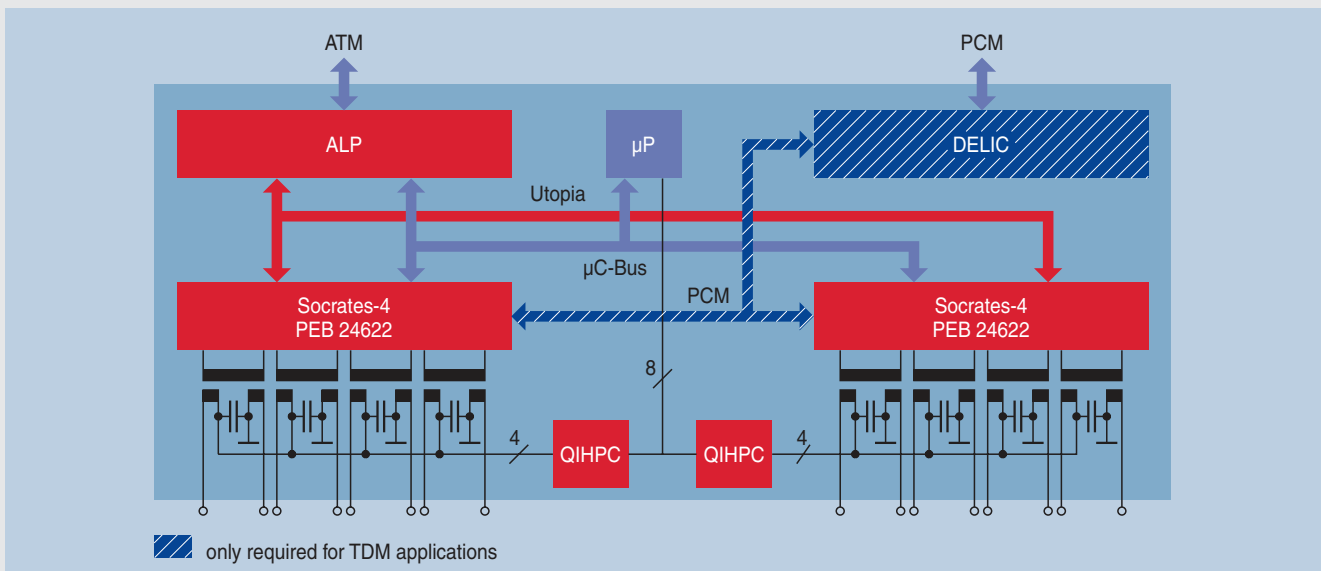 ATM
PCM
ALP
µP
DELIC
Utopia
µC-Bus
PCM
Socrates-4
PEB 24622
Socrates-4
PEB 24622
8
4
QIHPC
QIHPC
4
only required for TDM applications